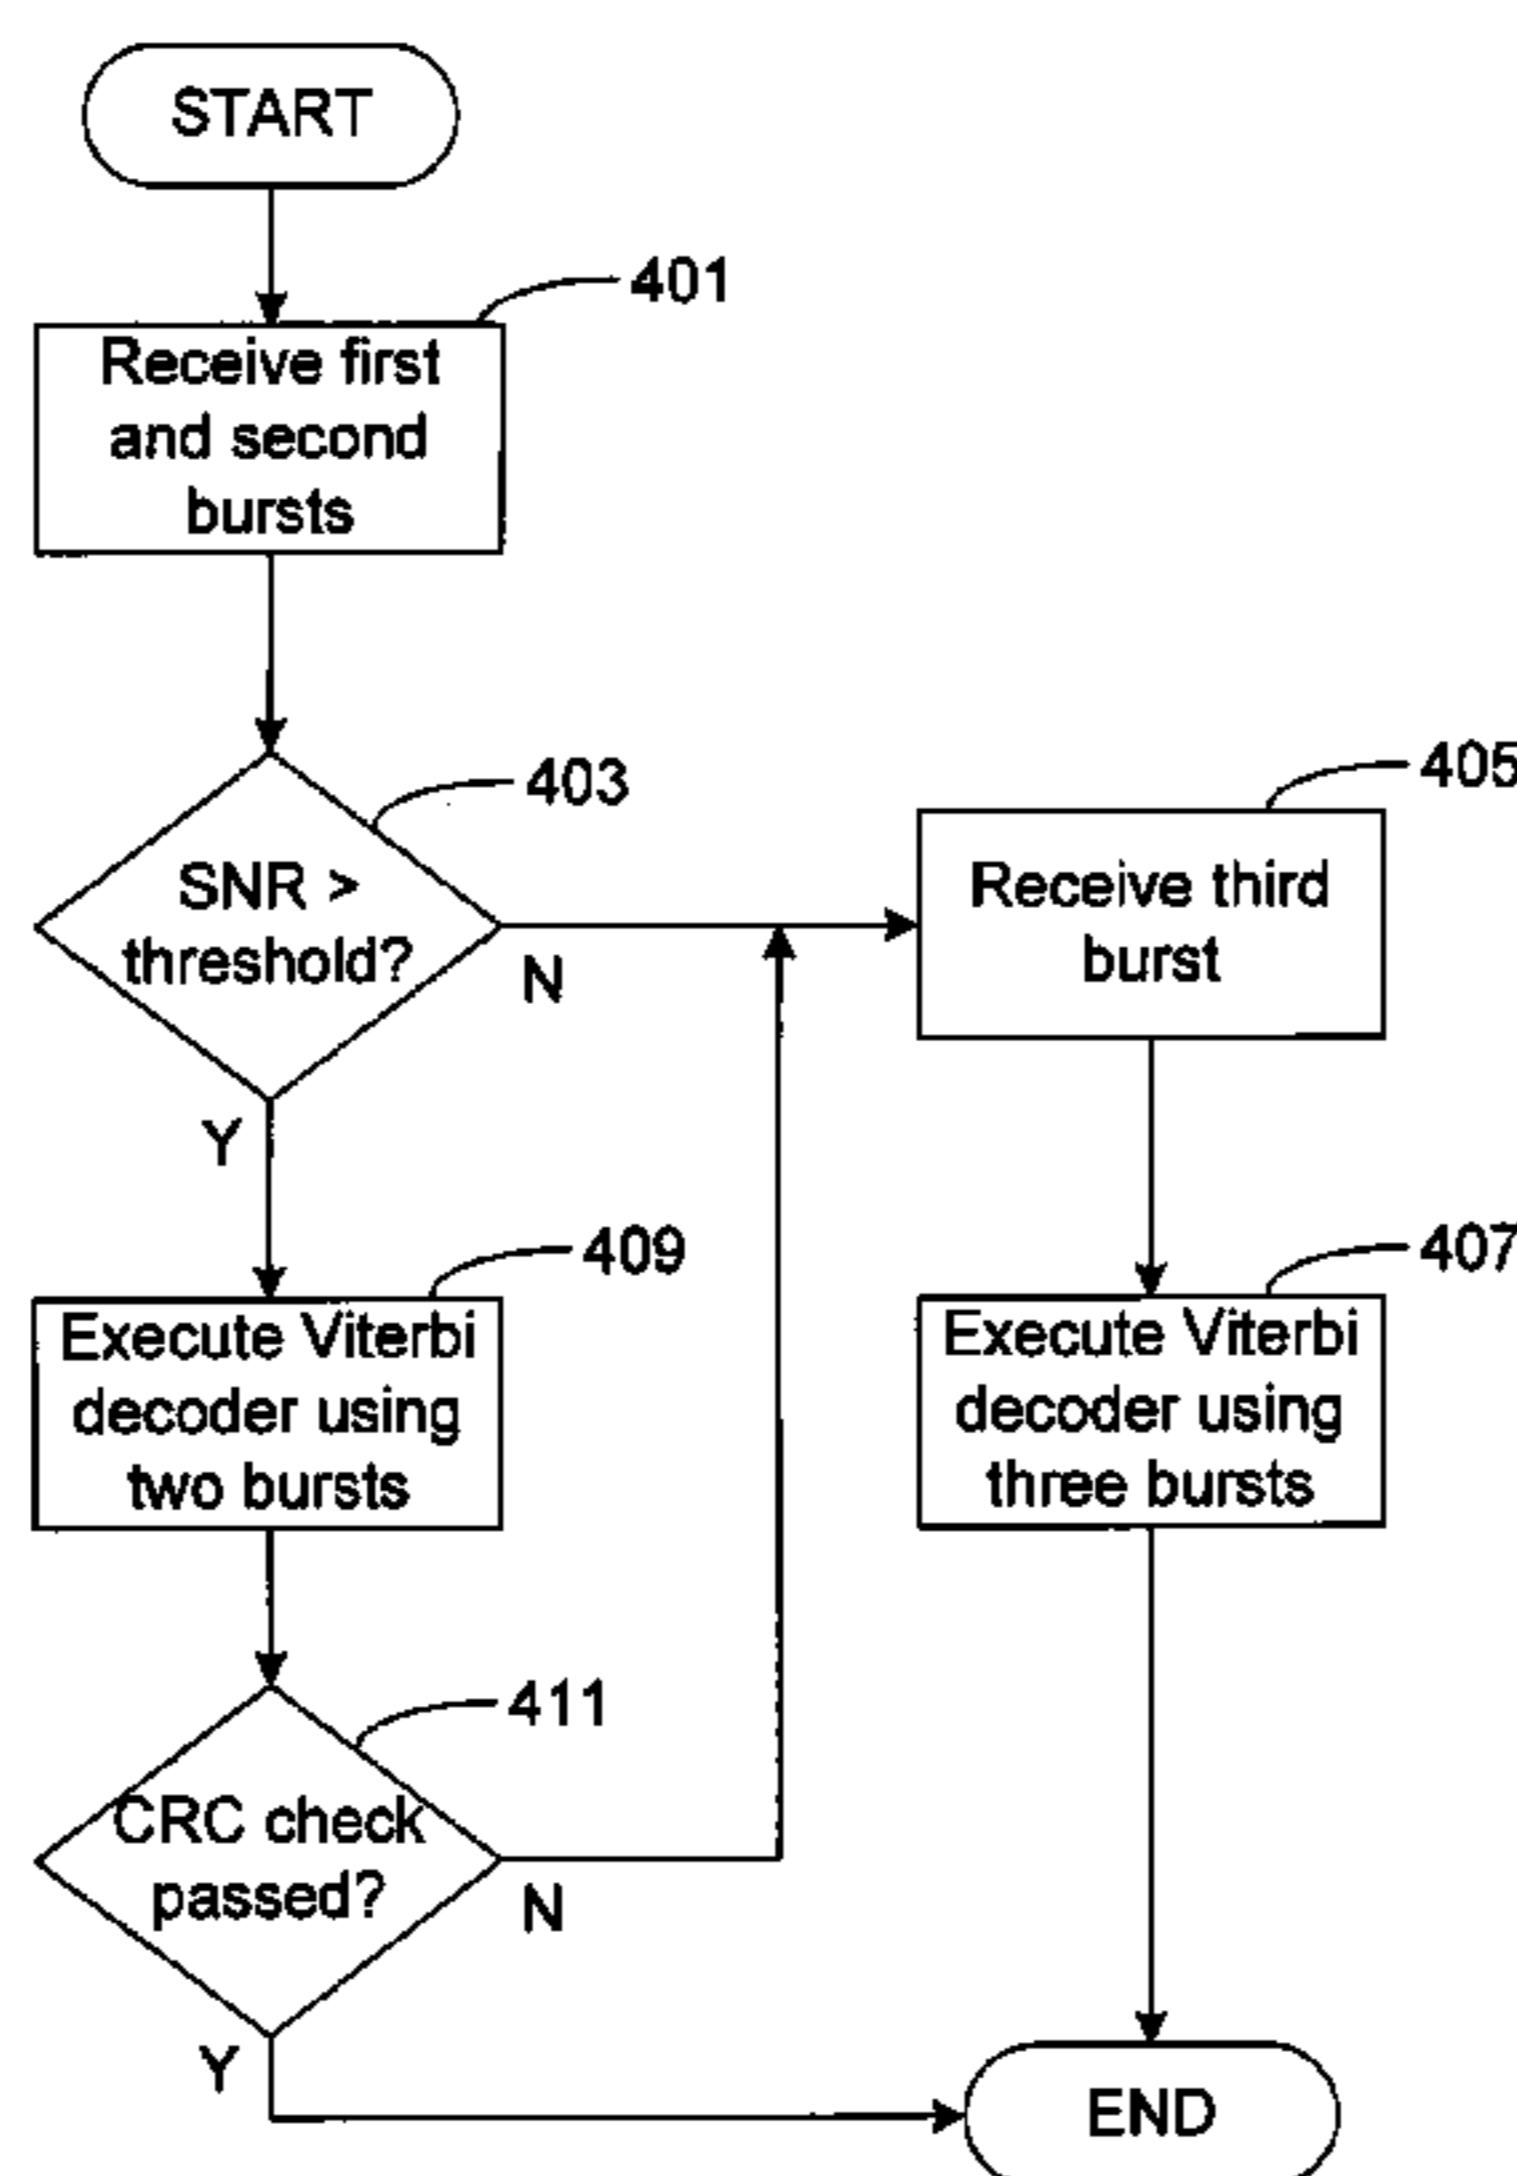 START
401
Receive first
and second
bursts
403
SNR >
threshold?
N
Y
405
Receive third
burst
409
Execute Viterbi
decoder using
two bursts
407
Execute Viterbi
decoder using
three bursts
411
CRC check
passed?
N
Y
END